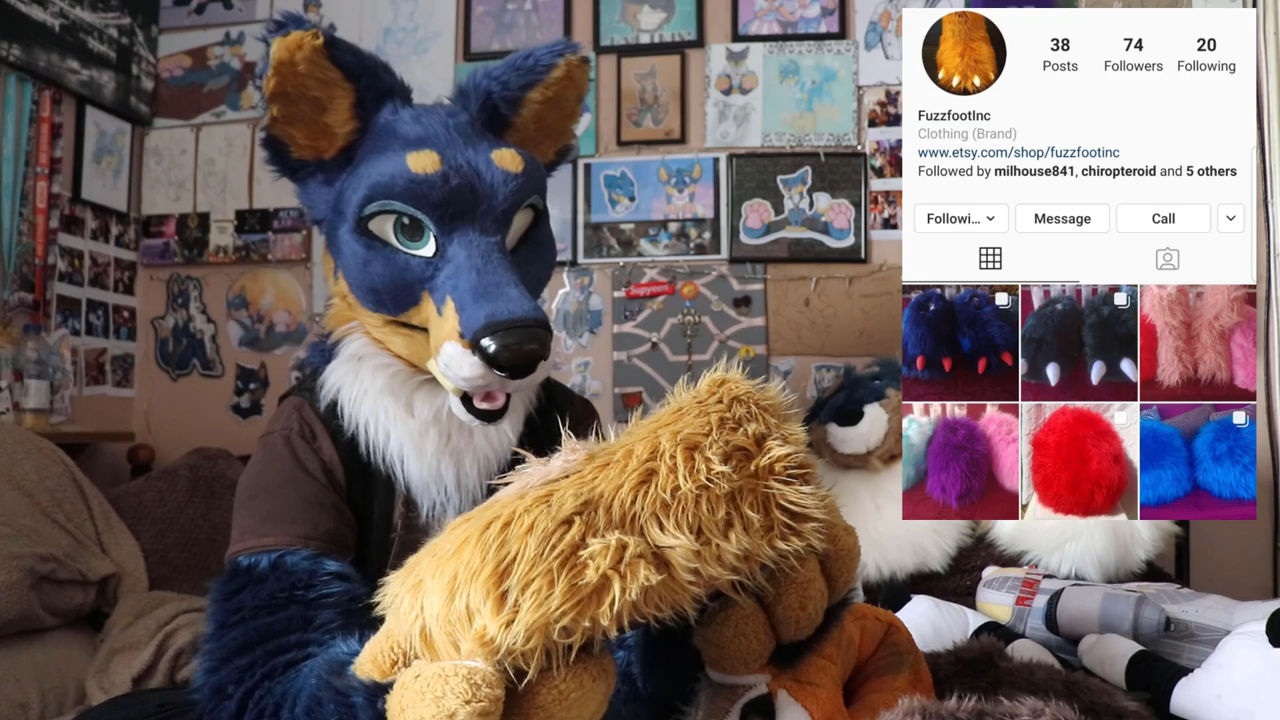 38 74 20
Posts Followers Following
FuzzfootInc
Clothing (Brand)
www.etsy.com/shop/fuzzfootinc
Followed by milhouse841, chiropteroid and 5 others
Followi... Message Call
Supyeen